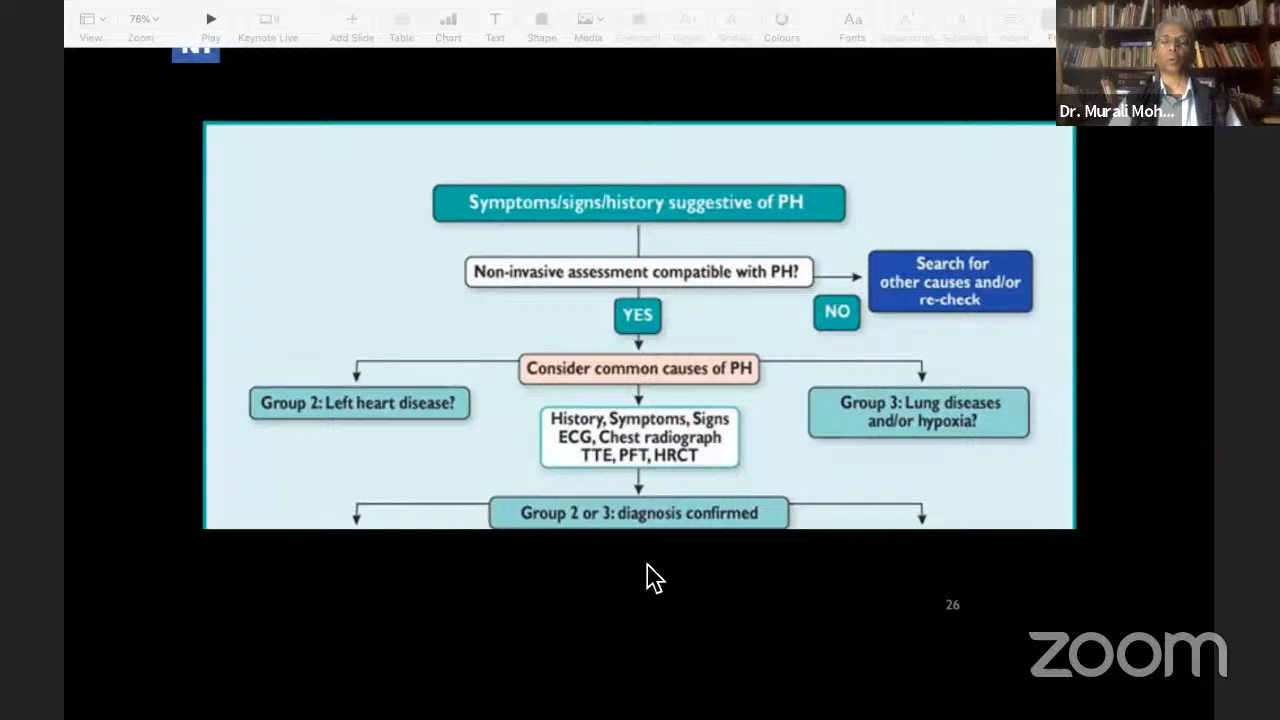 View
76%
Zoom
Play
Keynote Live
Add Slide
Table
Chart
Text
Shape
Media
Colours
Aa
Fonts
Dr. Murali Moh...
Symptoms/signs/history suggestive of PH
Non-invasive assessment compatible with PH?
Search for
other causes and/or
re-check
YES
NO
Consider common causes of PH
Group 2: Left heart disease?
Group 3: Lung diseases
and/or hypoxia?
History, Symptoms, Signs
ECG, Chest radiograph
TTE, PFT, HRCT
Group 2 or 3: diagnosis confirmed
26
zoom